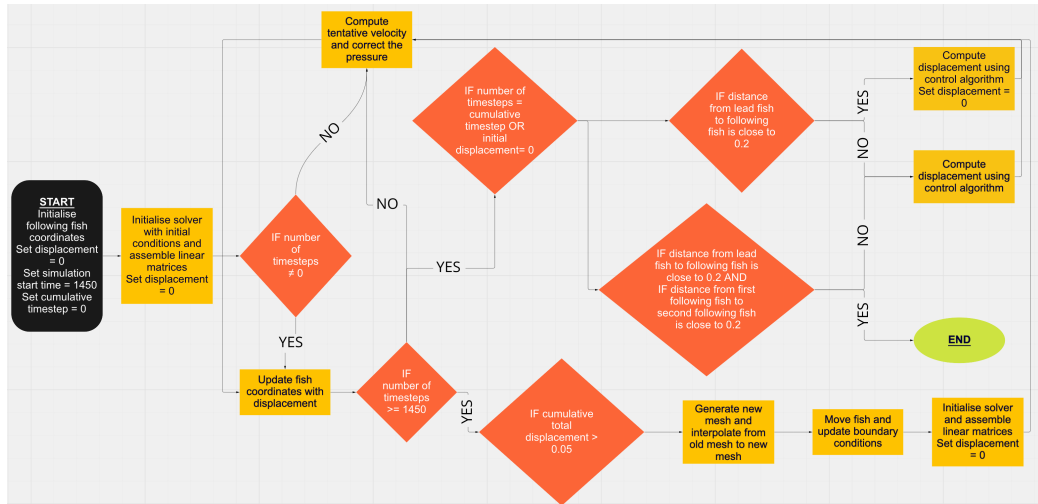 Compute
tentative velocity
and correct the
pressure
Compute
displacement using
control algorithm
Set displacement =
0
IF number of
timesteps =
cumulative
timestep OR
initial
displacement= 0
IF distance
from lead fish
to following
fish is close to
0.2
YES
NO
NO
Compute
displacement using
control algorithm
START
Initialise
following fish
coordinates
Set displacement
= 0
Set simulation
start time = 1450
Set cumulative
timestep = 0
Initialise solver
with initial
conditions and
assemble linear
matrices
Set displacement
= 0
IF number
of
timesteps
≠ 0
NO
YES
IF distance from lead
fish to following fish is
close to 0.2 AND
IF distance from first
following fish to
second following fish
is close to 0.2
NO
YES
END
YES
Update fish
coordinates with
displacement
IF
number of
timesteps
>= 1450
YES
IF cumulative
total
displacement >
0.05
Generate new
mesh and
interpolate from
old mesh to new
mesh
Move fish and
update boundary
conditions
Initialise solver
and assemble
linear matrices
Set displacement
= 0